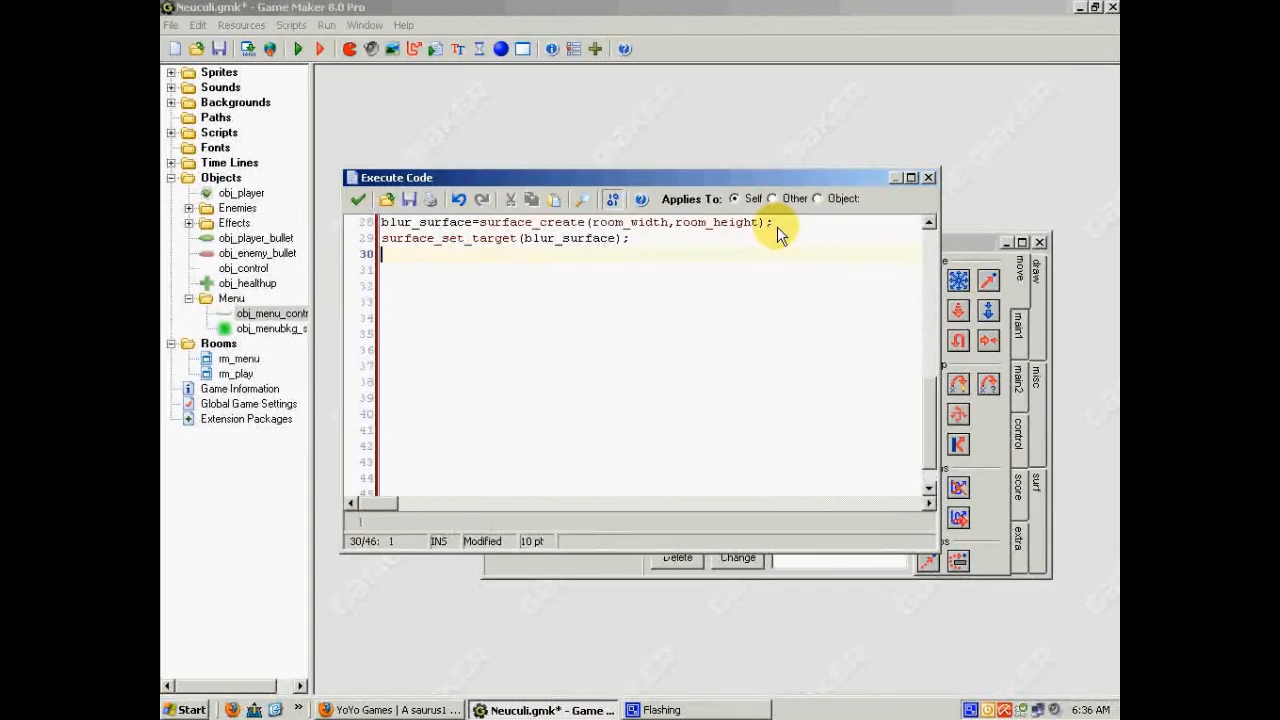 Neuculi.gmk* - Game Maker 8.0 Pro
File Edit Resources Scripts Run Window Help
Sprites
Sounds
Backgrounds
Paths
Scripts
Fonts
Time Lines
Objects
obj_player
Enemies
Effects
obj_player_bullet
obj_enemy_bullet
obj_control
obj_healthup
Menu
obj_menu_contr
obj_menubkg_s
Rooms
rm_menu
rm_play
Game Information
Global Game Settings
Extension Packages
Execute Code
Applies To: Self Other Object:
28 blur_surface=surface_create(room_width,room_height);
29 surface_set_target(blur_surface);
30
31
32
33
34
35
36
37
38
39
40
41
42
43
44
45
1
30/46: 1 INS Modified 10 pt
Delete Change
move
main1
main2
control
score
extra
draw
misc
surf
Start YoYo Games | A saurus1 ... Neuculi.gmk* - Game ... Flashing 6:36 AM